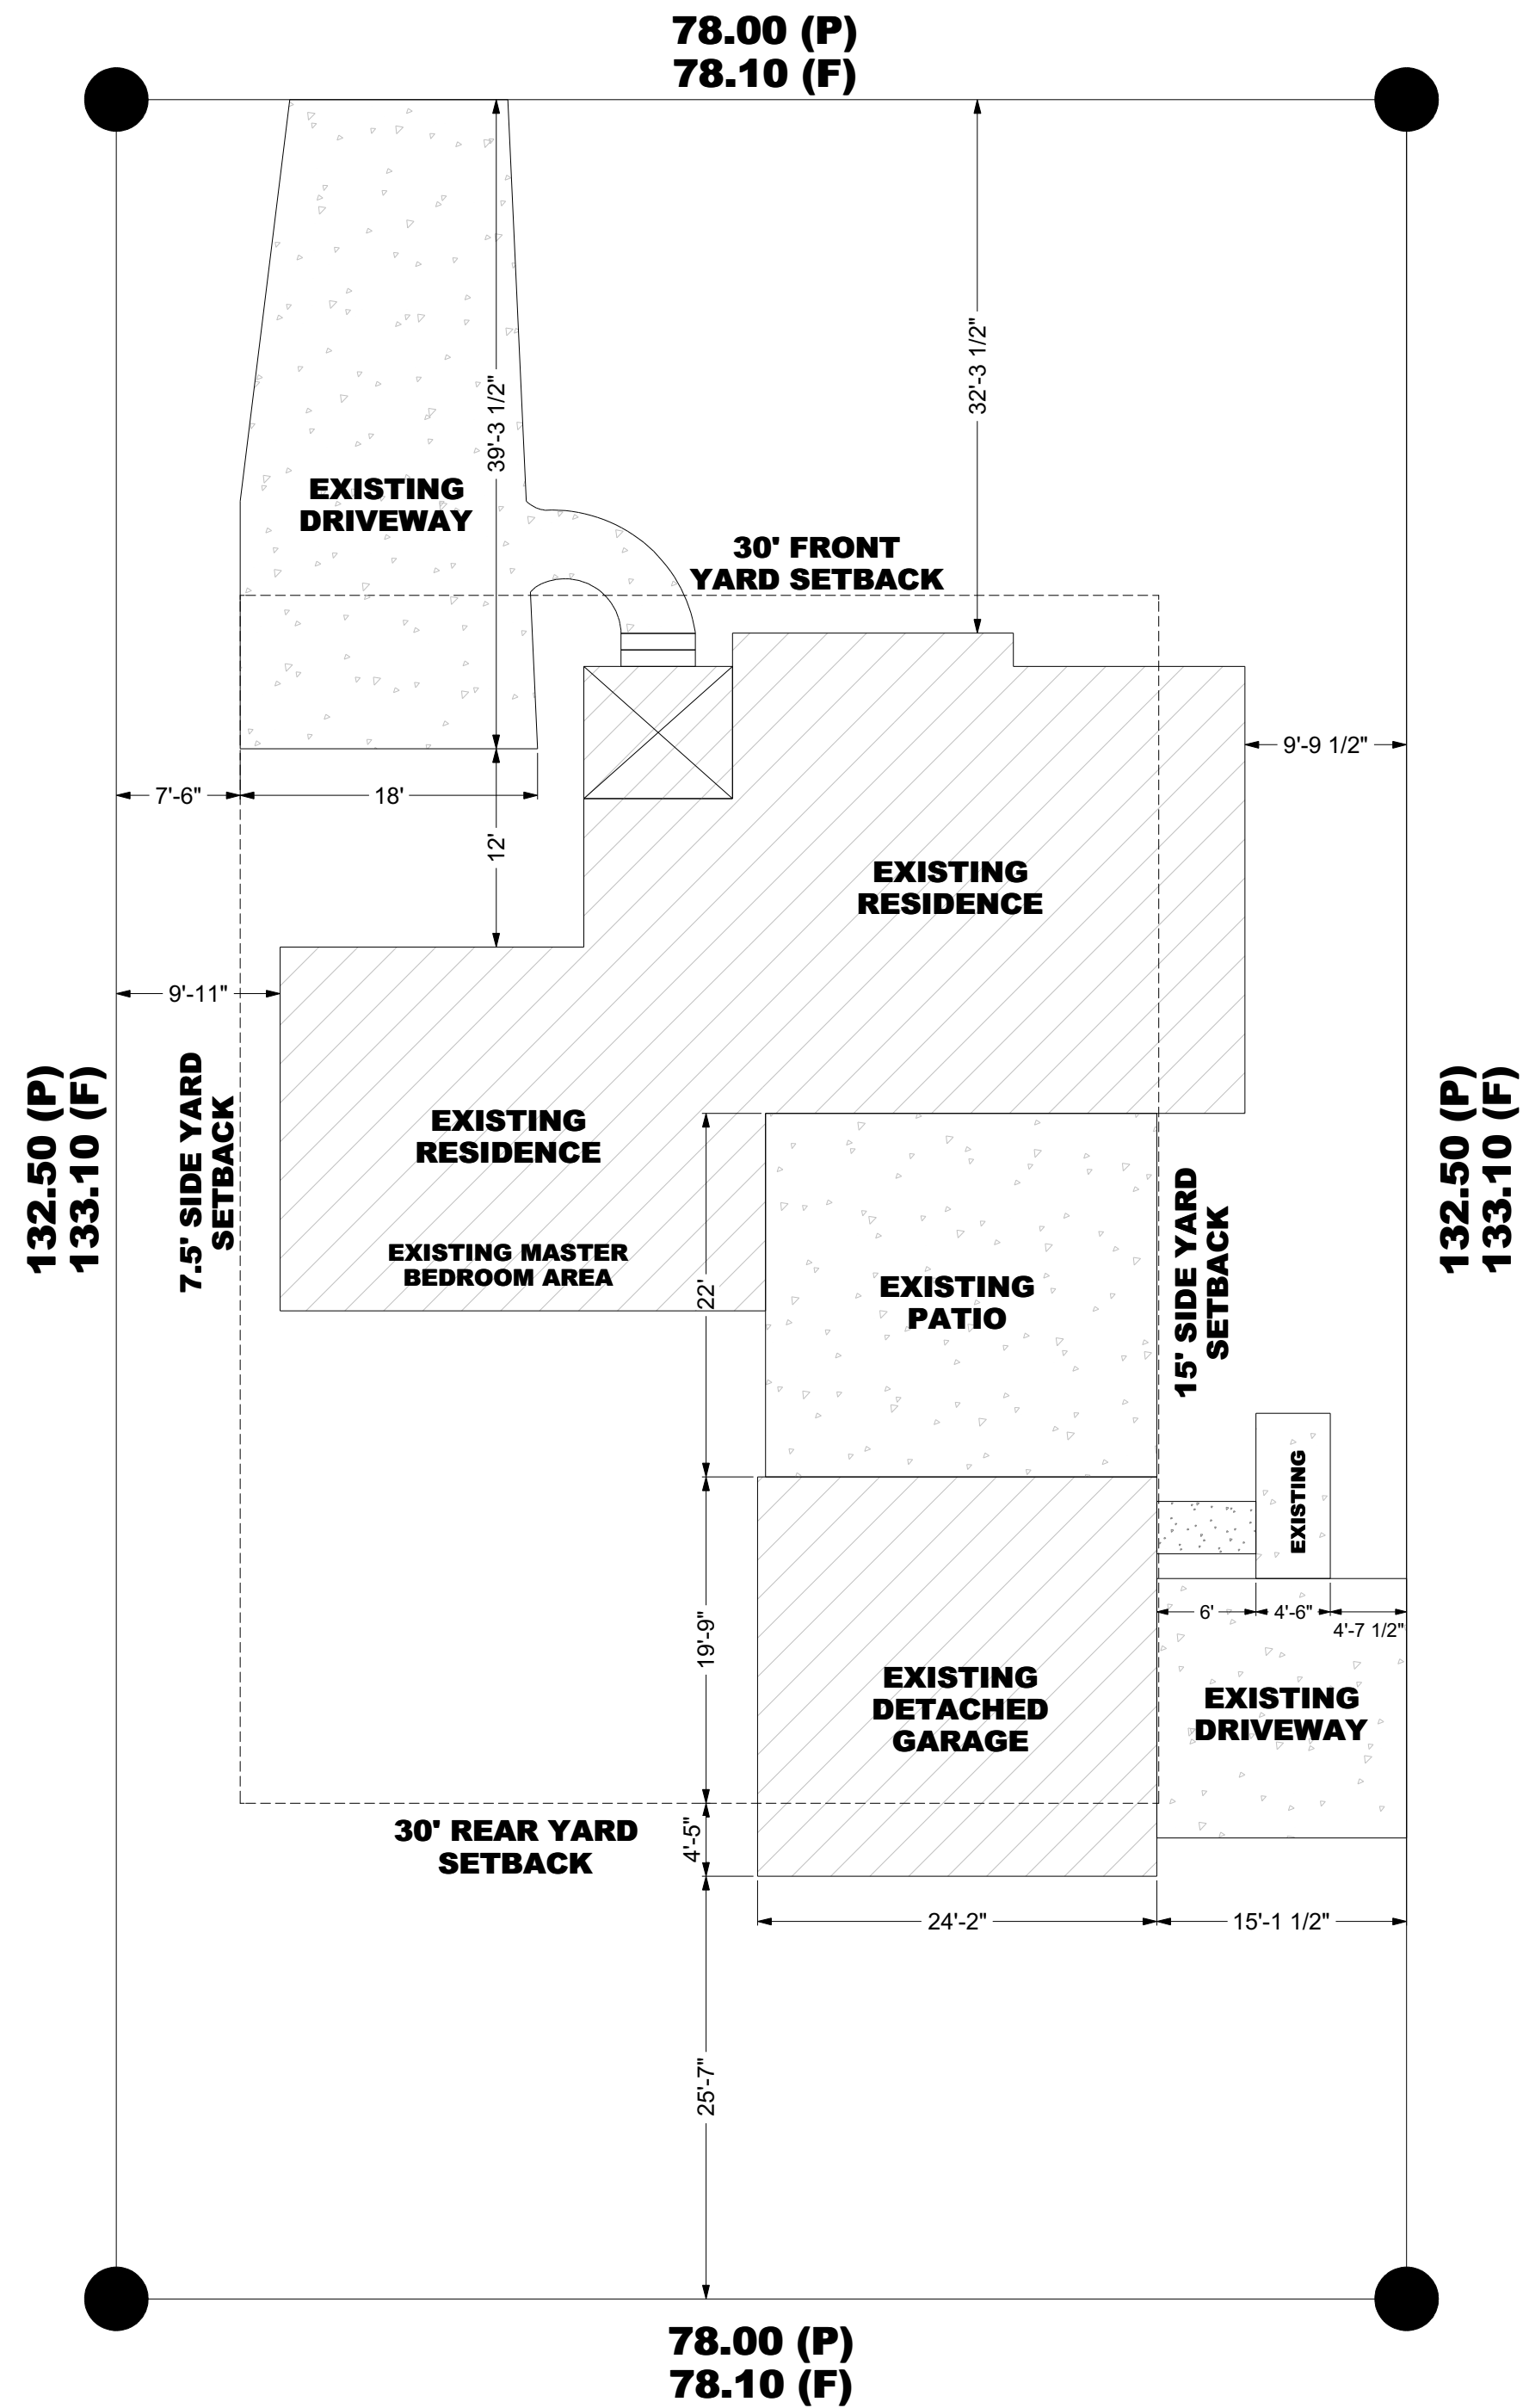 78.00 (P)
78.10 (F)
39'-3 1/2"
32'-3 1/2"
EXISTING
DRIVEWAY
30' FRONT
YARD SETBACK
9'-9 1/2"
7'-6"
18'
12'
EXISTING
RESIDENCE
9'-11"
132.50 (P)
133.10 (F)
7.5' SIDE YARD
SETBACK
EXISTING
RESIDENCE
EXISTING MASTER
BEDROOM AREA
22'
EXISTING
PATIO
15' SIDE YARD
SETBACK
132.50 (P)
133.10 (F)
EXISTING
6'
4'-6"
4'-7 1/2"
19'-9"
EXISTING
DETACHED
GARAGE
EXISTING
DRIVEWAY
30' REAR YARD
SETBACK
4'-5"
24'-2"
15'-1 1/2"
25'-7"
78.00 (P)
78.10 (F)